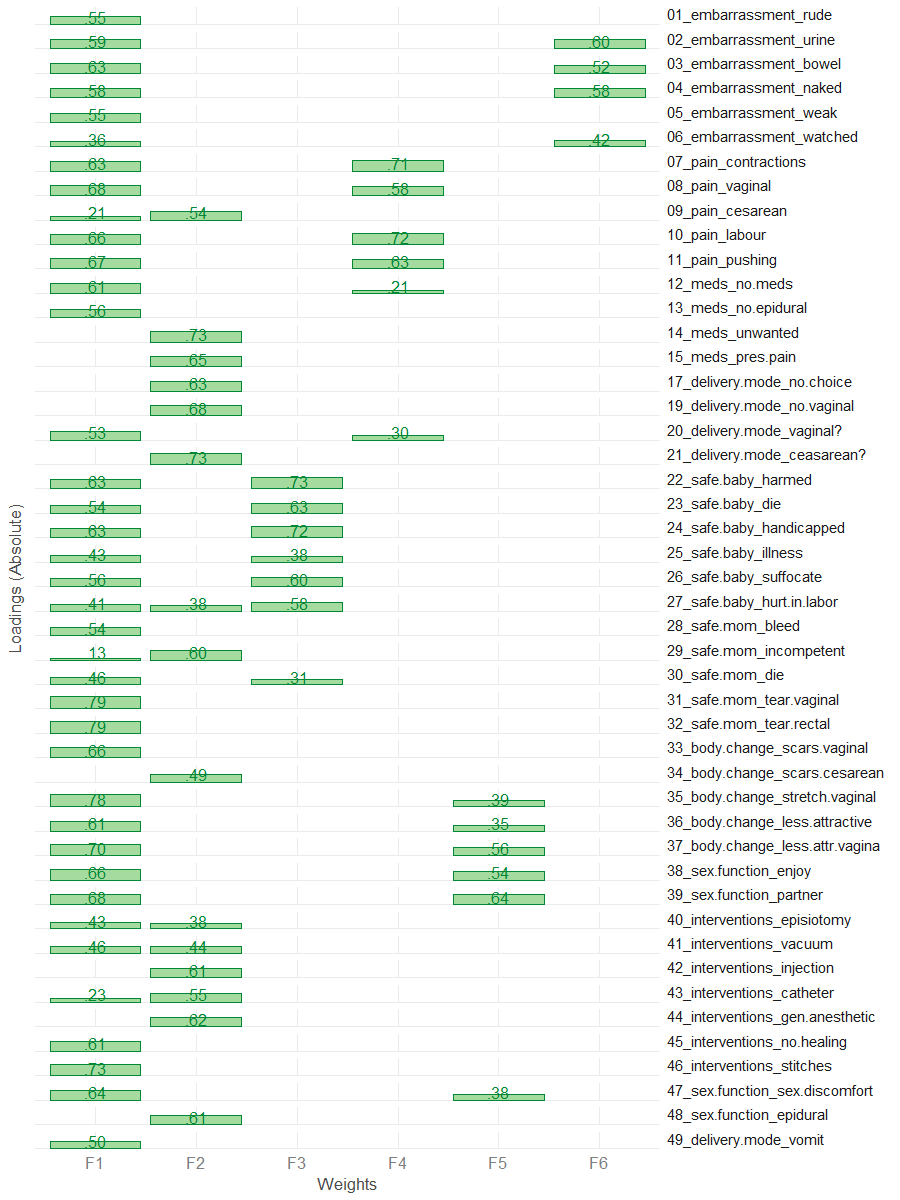 .55 01_embarrassment_rude
.59 .60 02_embarrassment_urine
.63 .52 03_embarrassment_bowel
.58 .58 04_embarrassment_naked
.55 05_embarrassment_weak
.36 .42 06_embarrassment_watched
.63 .71 07_pain_contractions
.68 .58 08_pain_vaginal
.21 .54 09_pain_cesarean
.66 .72 10_pain_labour
.67 .63 11_pain_pushing
.61 .21 12_meds_no.meds
.56 13_meds_no.epidural
.73 14_meds_unwanted
.65 15_meds_pres.pain
.63 17_delivery.mode_no.choice
.68 19_delivery.mode_no.vaginal
.53 .30 20_delivery.mode_vaginal?
.73 21_delivery.mode_ceasarean?
.63 .73 22_safe.baby_harmed
.54 .63 23_safe.baby_die
.63 .72 24_safe.baby_handicapped
.43 .38 25_safe.baby_illness
.56 .60 26_safe.baby_suffocate
.41 .38 .58 27_safe.baby_hurt.in.labor
.54 28_safe.mom_bleed
.13 .60 29_safe.mom_incompetent
.46 .31 30_safe.mom_die
.79 31_safe.mom_tear.vaginal
.79 32_safe.mom_tear.rectal
.66 33_body.change_scars.vaginal
.49 34_body.change_scars.cesarean
.78 .39 35_body.change_stretch.vaginal
.61 .35 36_body.change_less.attractive
.70 .56 37_body.change_less.attr.vagina
.66 .54 38_sex.function_enjoy
.68 .64 39_sex.function_partner
.43 .38 40_interventions_episiotomy
.46 .44 41_interventions_vacuum
.61 42_interventions_injection
.23 .55 43_interventions_catheter
.62 44_interventions_gen.anesthetic
.61 45_interventions_no.healing
.73 46_interventions_stitches
.64 .38 47_sex.function_sex.discomfort
.61 48_sex.function_epidural
.50 49_delivery.mode_vomit
F1 F2 F3 F4 F5 F6
Weights
Loadings (Absolute)